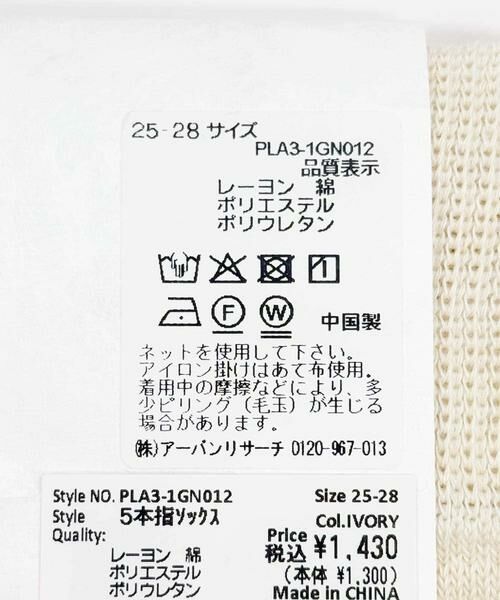 25-28 サイズ
PLA3-1GN012
品質表示
レーヨン 綿
ポリエステル
ポリウレタン
F W 中国製
ネットを使用して下さい。
アイロン掛けはあて布使用。
着用中の摩擦などにより、多
少ピリング(毛玉)が生じる
場合があります。
(株)アーバンリサーチ 0120-967-013
Style NO. PLA3-1GN012 Size 25-28
Style 5本指ソックス Col.IVORY
Quality: Price
レーヨン 綿 税込 ¥1,430
ポリエステル (本体 ¥1,300)
ポリウレタン Made in CHINA